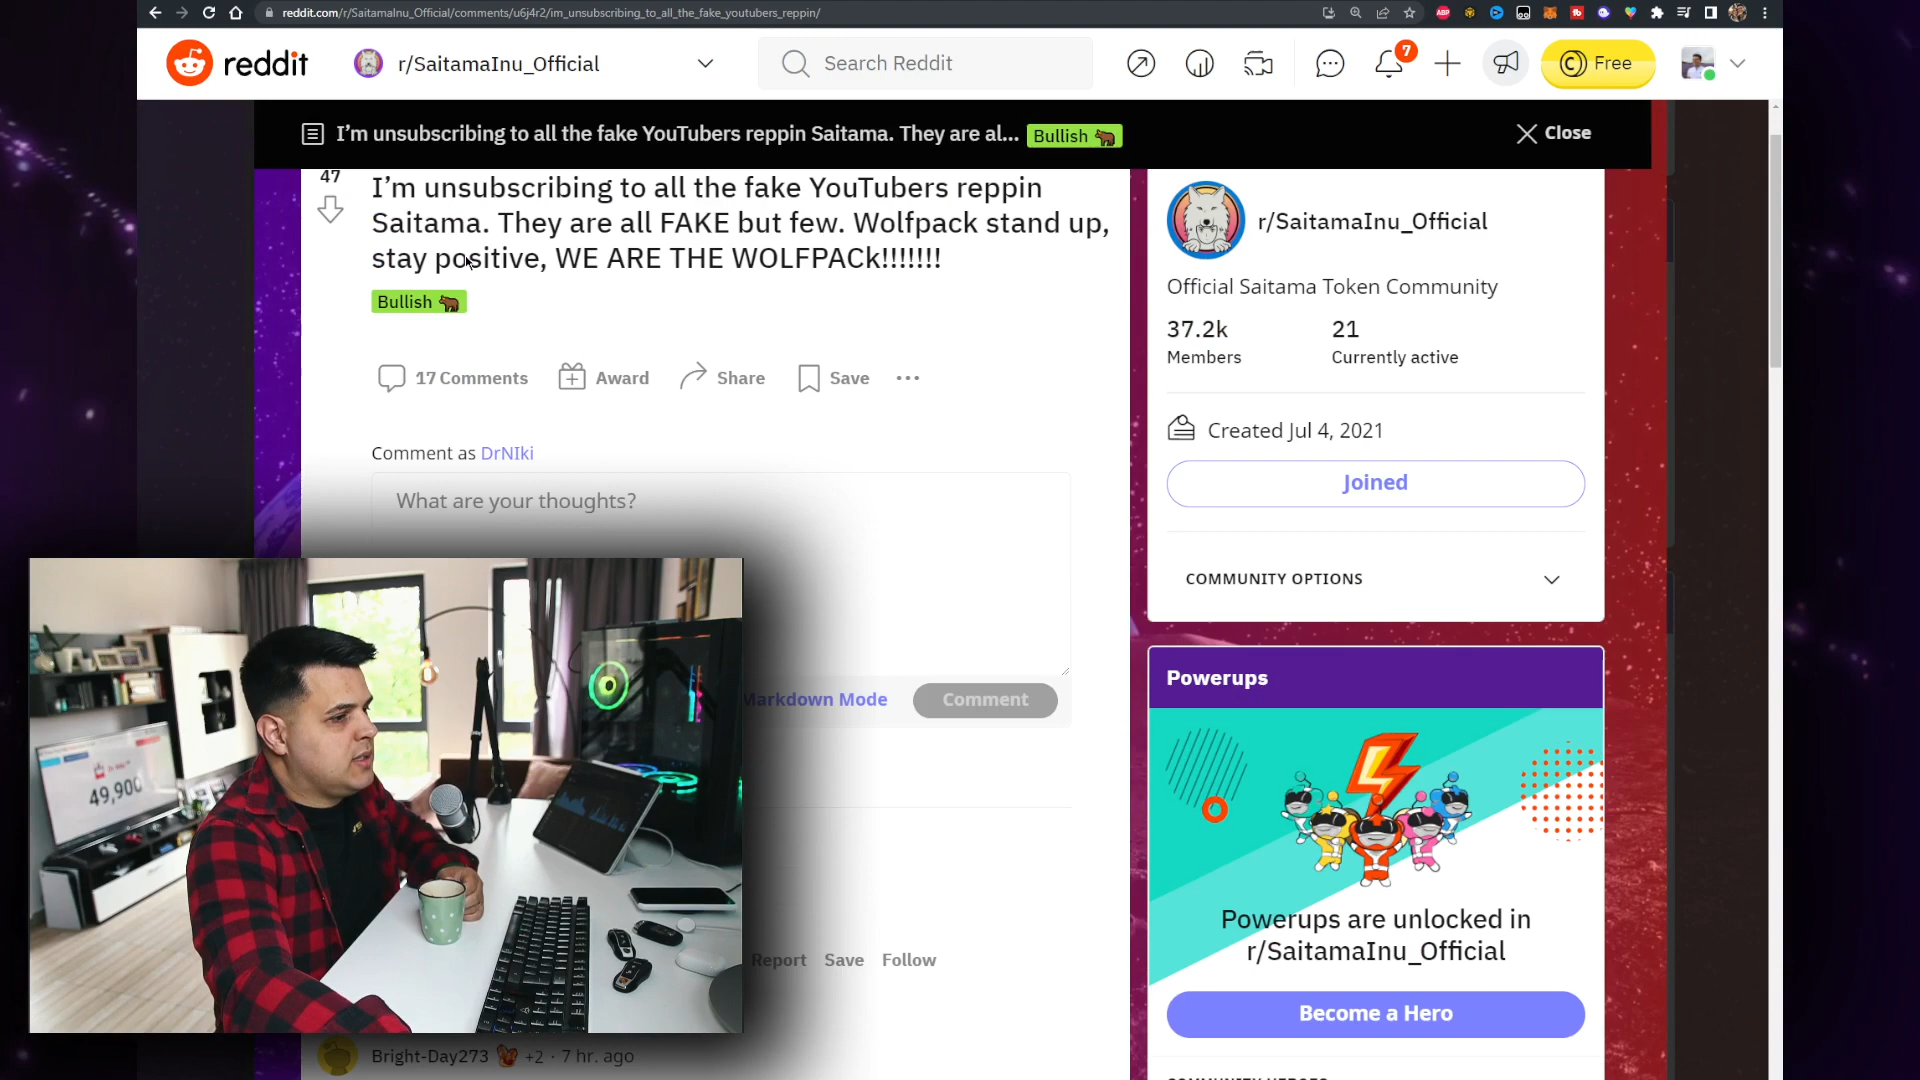 reddit.com/r/SaitamaInu_Official/comments/u6j4r2/im_unsubscribing_to_all_the_fake_youtubers_reppin/
reddit
r/SaitamaInu_Official
Search Reddit
7
Free
I'm unsubscribing to all the fake YouTubers reppin Saitama. They are al...
Bullish
Close
47
I'm unsubscribing to all the fake YouTubers reppin
Saitama. They are all FAKE but few. Wolfpack stand up,
stay positive, WE ARE THE WOLFPACk!!!!!!!
Bullish
17 Comments
Award
Share
Save
Comment as DrNIki
What are your thoughts?
Markdown Mode
Comment
Report
Save
Follow
Bright-Day273
+2 · 7 hr. ago
r/SaitamaInu_Official
Official Saitama Token Community
37.2k
21
Members
Currently active
Created Jul 4, 2021
Joined
COMMUNITY OPTIONS
Powerups
Powerups are unlocked in
r/SaitamaInu_Official
Become a Hero
COMMUNITY HEROES
ABP
49,900